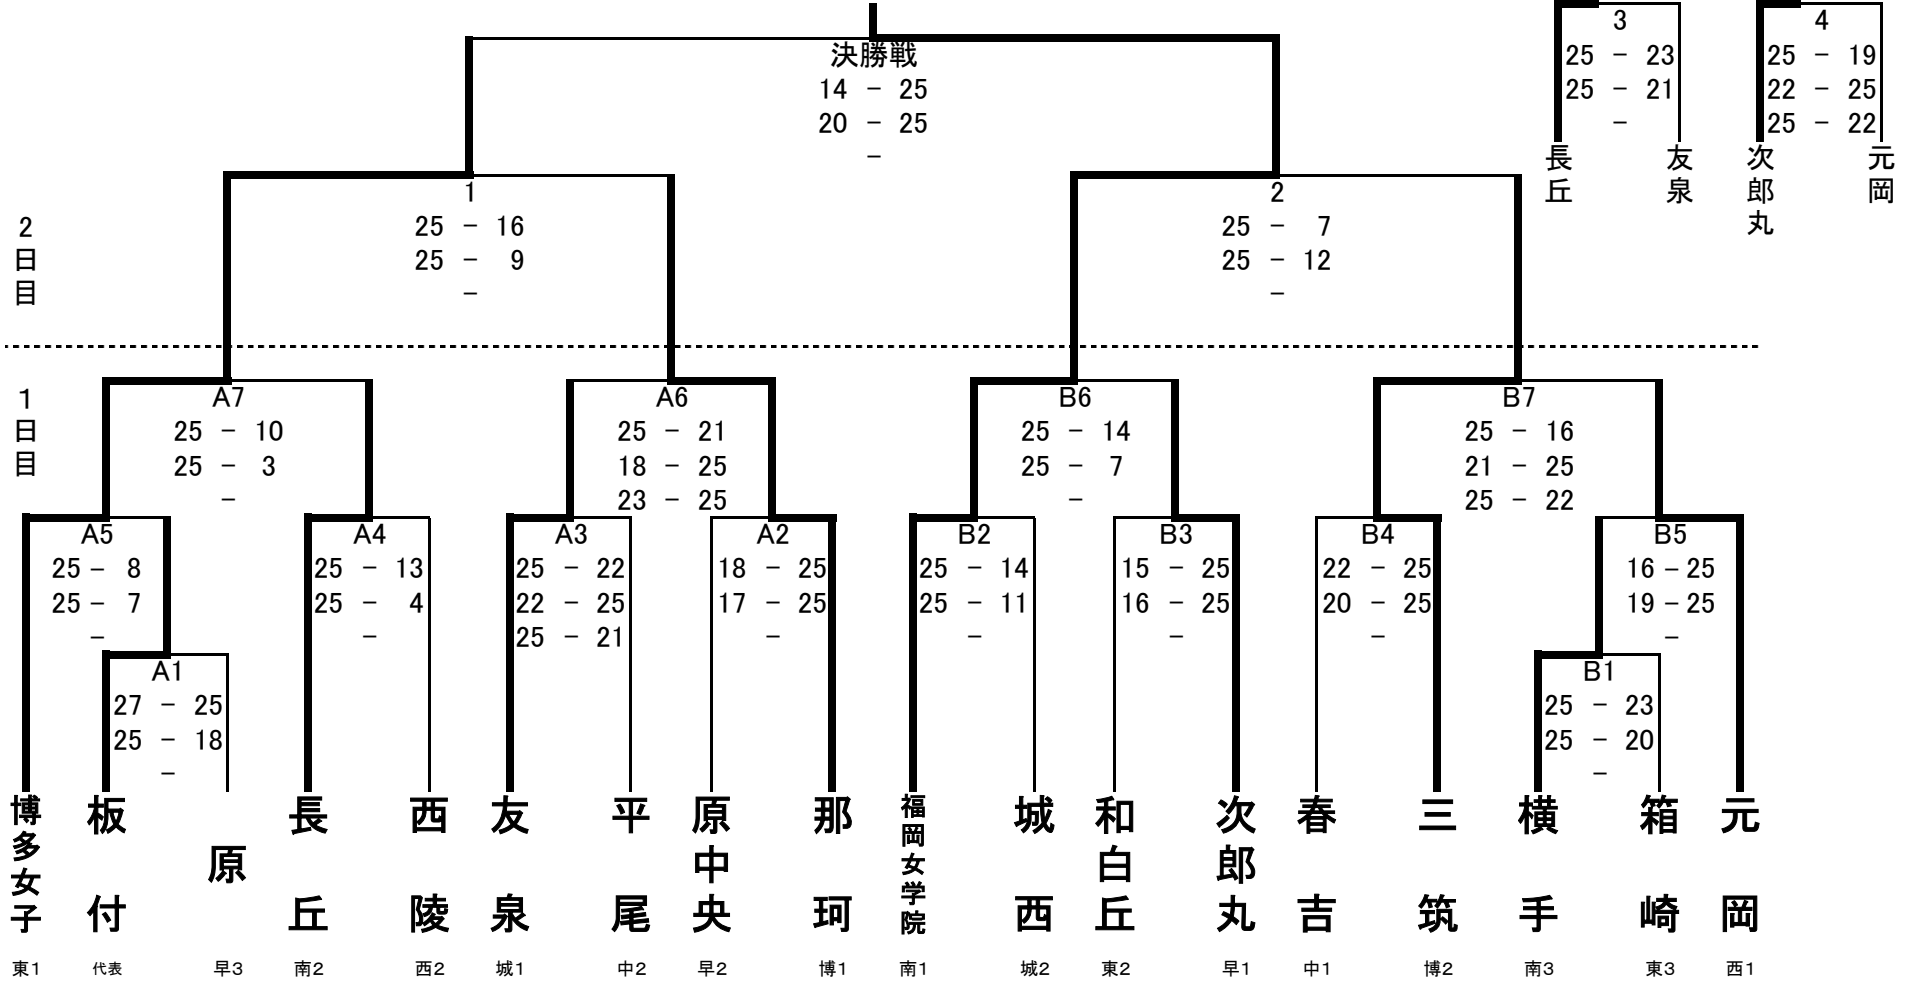 決勝戦
14 － 25
20 － 25
－
3
25 － 23
25 － 21
－
長丘
友泉
4
25 － 19
22 － 25
25 － 22
次郎丸
元岡
2日目
1
25 － 16
25 － 9
－
2
25 － 7
25 － 12
－
1日目
A7
25 － 10
25 － 3
－
A6
25 － 21
18 － 25
23 － 25
B6
25 － 14
25 － 7
－
B7
25 － 16
21 － 25
25 － 22
A5
25 － 8
25 － 7
－
A4
25 － 13
25 － 4
－
A3
25 － 22
22 － 25
25 － 21
A2
18 － 25
17 － 25
－
B2
25 － 14
25 － 11
－
B3
15 － 25
16 － 25
－
B4
22 － 25
20 － 25
－
B5
16 － 25
19 － 25
－
A1
27 － 25
25 － 18
－
B1
25 － 23
25 － 20
－
博多女子
板付
原
長丘
西陵
友泉
平尾
原中央
那珂
福岡女学院
城西
和白丘
次郎丸
春吉
三筑
横手
箱崎
元岡
東1
代表
早3
南2
西2
城1
中2
早2
博1
南1
城2
東2
早1
中1
博2
南3
東3
西1